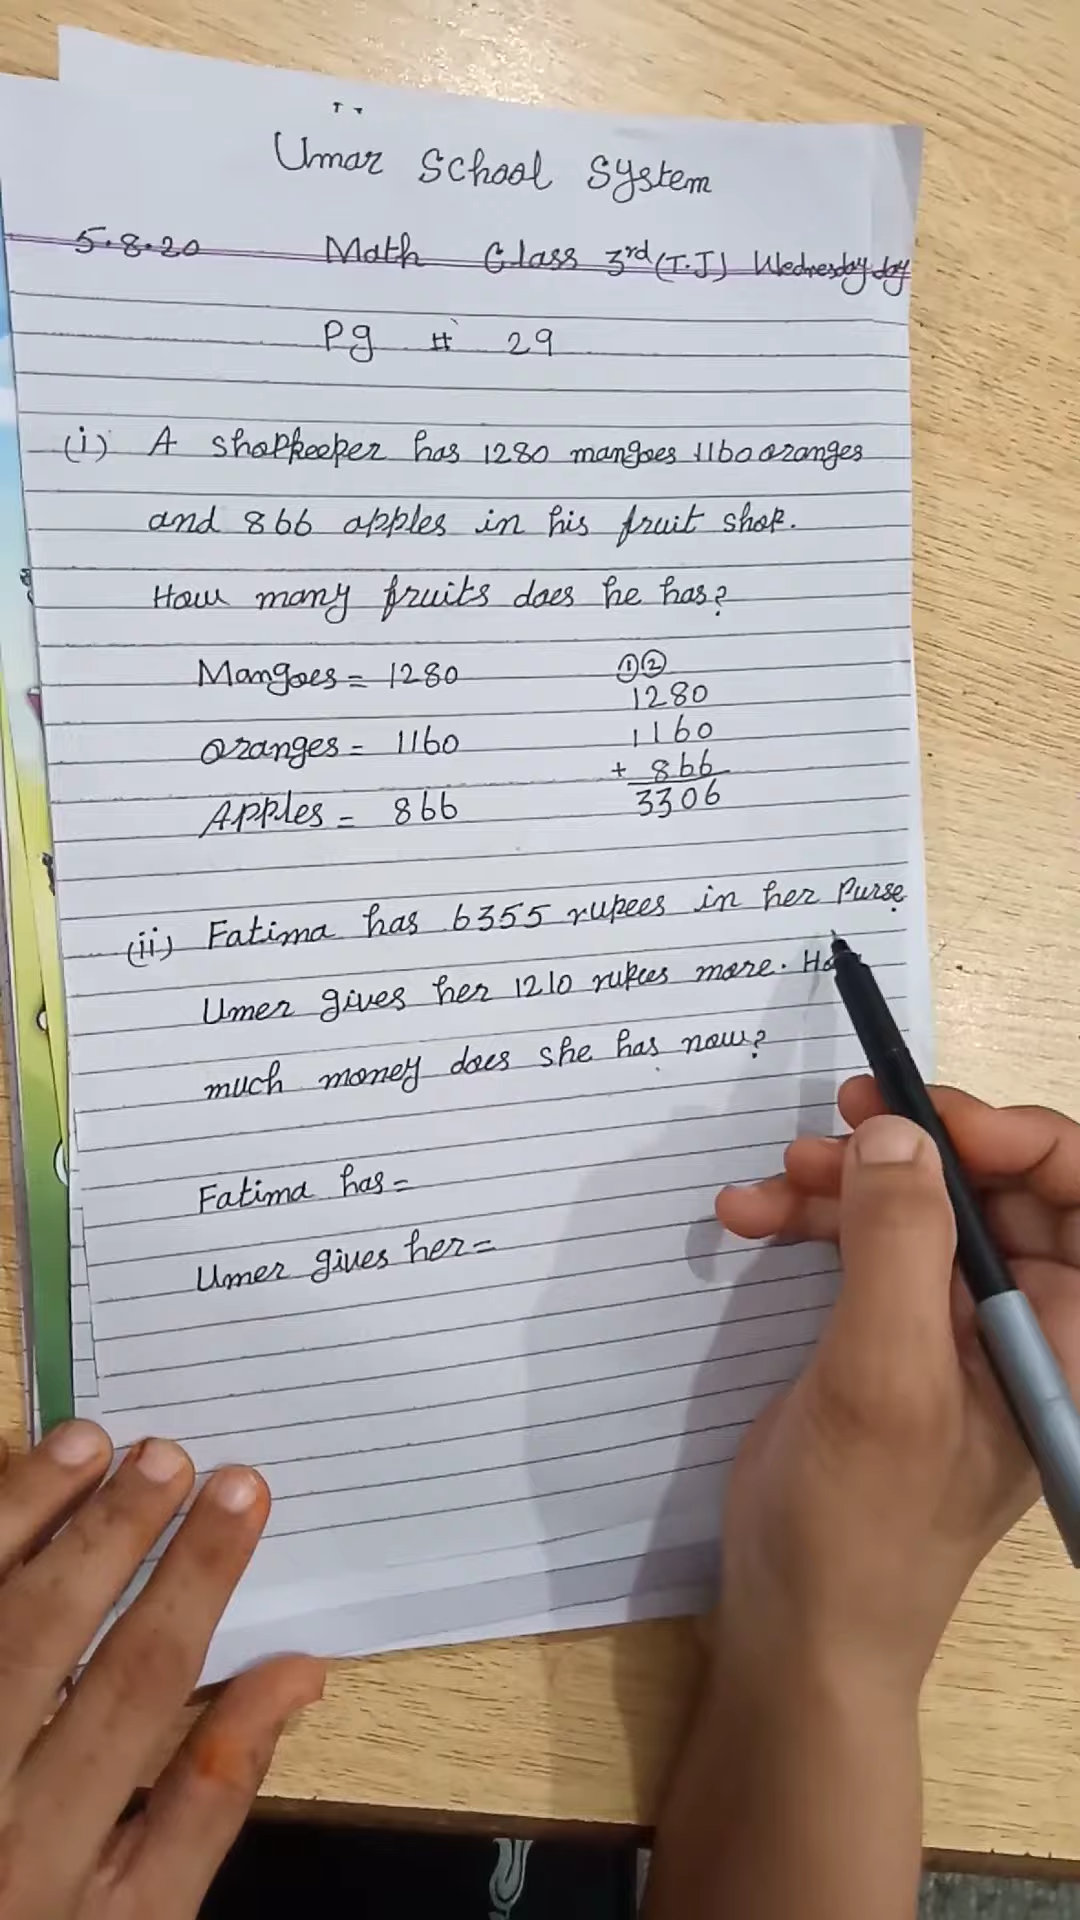 Umar School System
5.8.20 Math Class 3rd (T.J) Wednesday day
Pg # 29
(i) A shopkeeper has 1280 mangoes 1160 oranges
and 866 apples in his fruit shop.
How many fruits does he has?
Mangoes = 1280
① ②
1280
oranges = 1160
1160
+ 866
Apples = 866
3306
(ii) Fatima has 6355 rupees in her Purse
Umer gives her 1210 rupees more.
much money does she has now?
Fatima has =
Umer gives her =